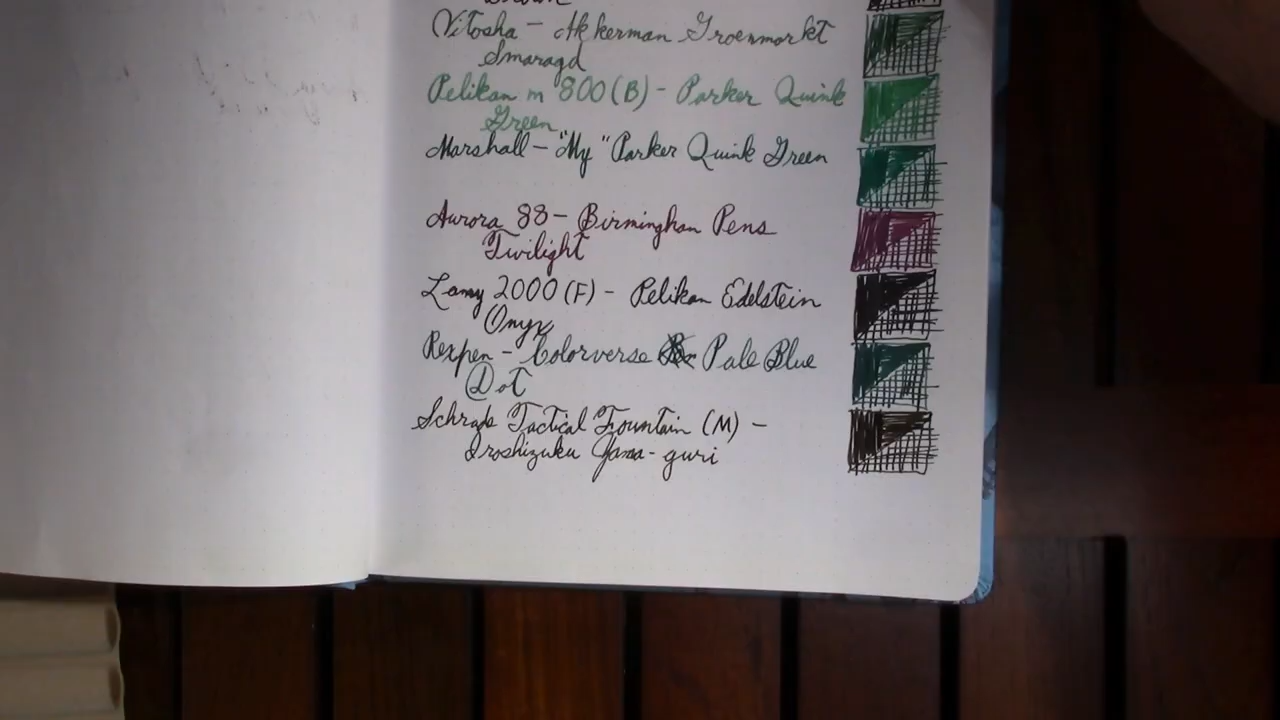 Brown
Vitosha - Akkerman Groenmarkt
Smaragd
Pelikan m 800 (B) - Parker Quink
Green
Marshall - "My" Parker Quink Green
Aurora 88 - Birmingham Pens
Twilight
Lamy 2000 (F) - Pelikan Edelstein
Onyx
Rexpen - Colorverse Pale Blue
Dot
Schrade Tactical Fountain (M) -
Iroshizuku Yama-guri